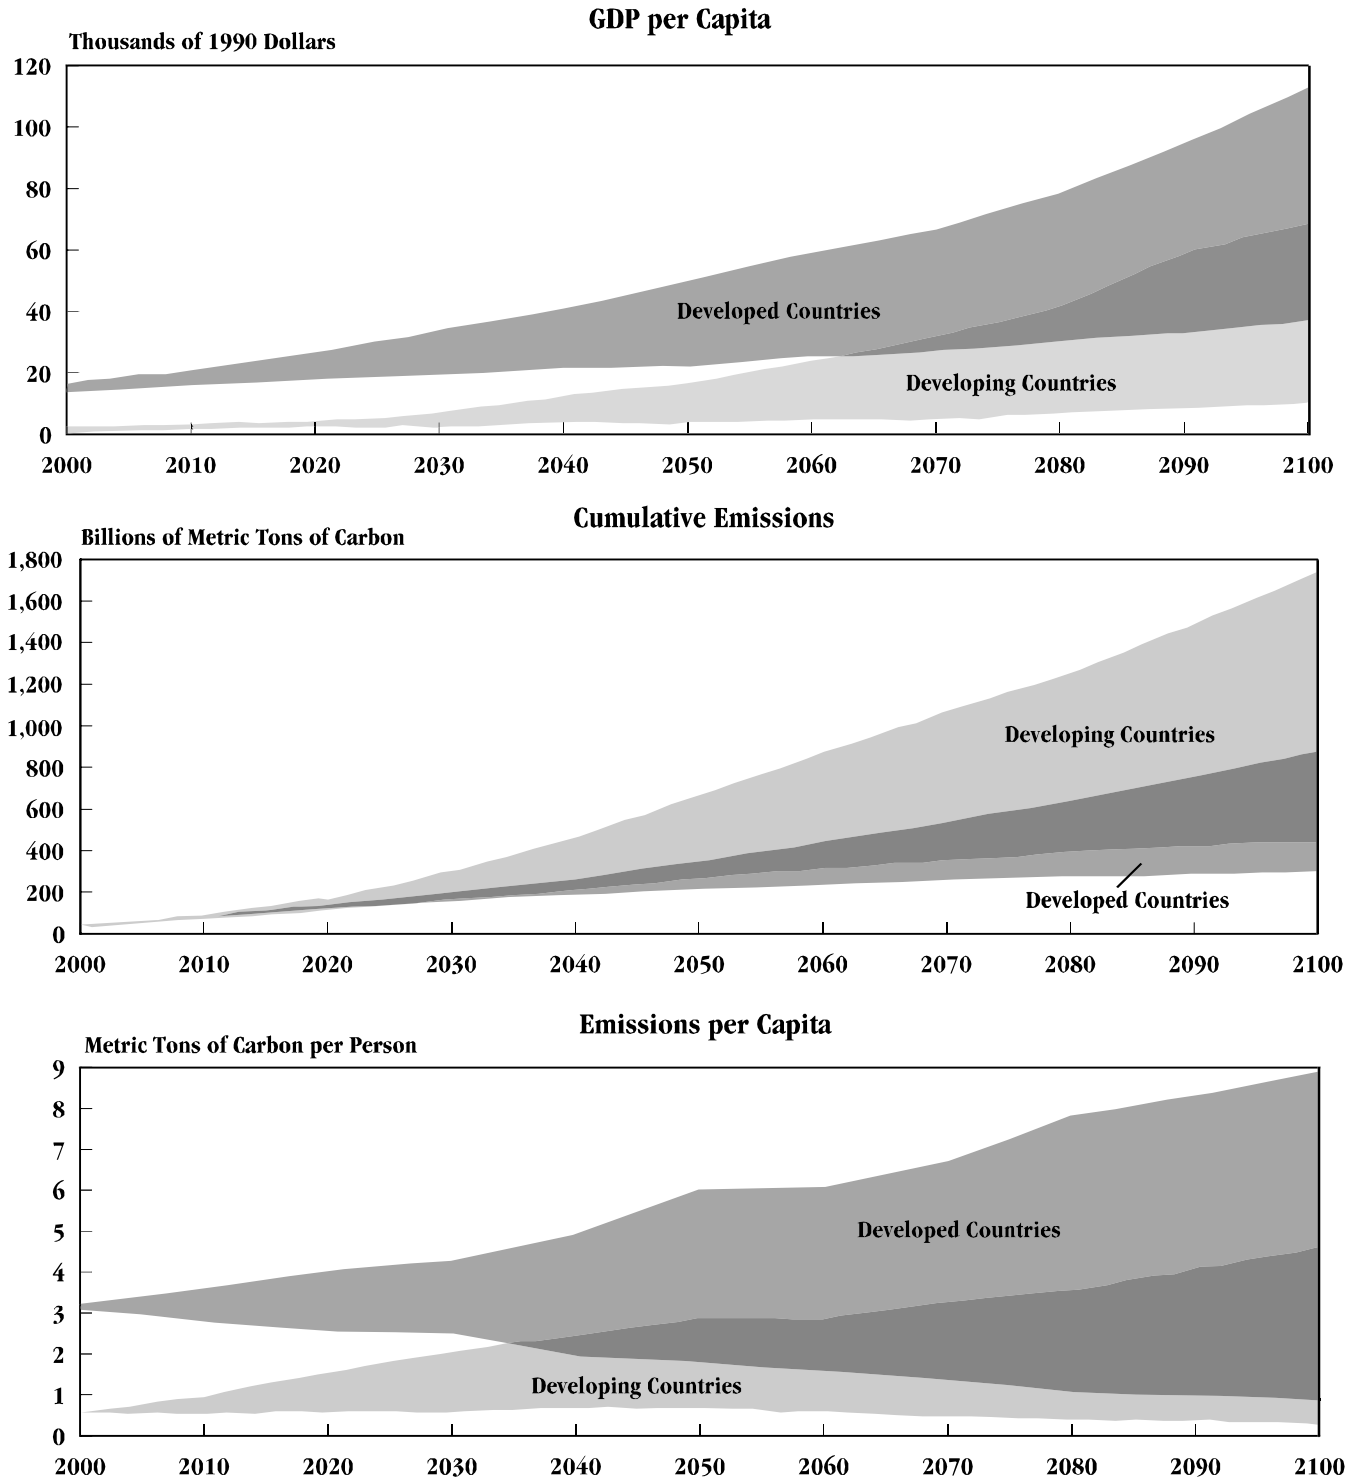 GDP per Capita
Thousands of 1990 Dollars
120
100
80
60
40
20
0
Developed Countries
Developing Countries
2000 2010 2020 2030 2040 2050 2060 2070 2080 2090 2100
Cumulative Emissions
Billions of Metric Tons of Carbon
1,800
1,600
1,400
1,200
1,000
800
600
400
200
0
Developing Countries
Developed Countries
2000 2010 2020 2030 2040 2050 2060 2070 2080 2090 2100
Emissions per Capita
Metric Tons of Carbon per Person
9
8
7
6
5
4
3
2
1
0
Developed Countries
Developing Countries
2000 2010 2020 2030 2040 2050 2060 2070 2080 2090 2100